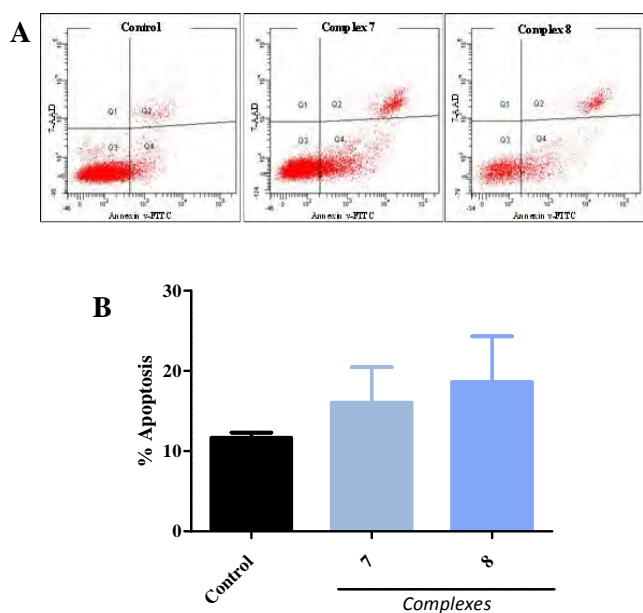 A
Control
Complex 7
Complex 8
7-AAD
Q1
Q2
Q3
Q4
Annexin v-FITC
7-AAD
Q1
Q2
Q3
Q4
Annexin v-FITC
7-AAD
Q1
Q2
Q3
Q4
Annexin v-FITC
B
% Apoptosis
30
20
10
0
Control
7
8
Complexes